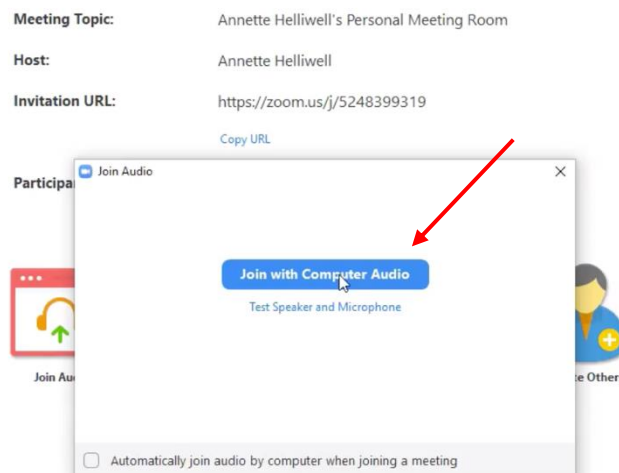 Meeting Topic: Annette Helliwell's Personal Meeting Room
Host: Annette Helliwell
Invitation URL: https://zoom.us/j/5248399319
Copy URL
Join Audio
Join with Computer Audio
Test Speaker and Microphone
Automatically join audio by computer when joining a meeting